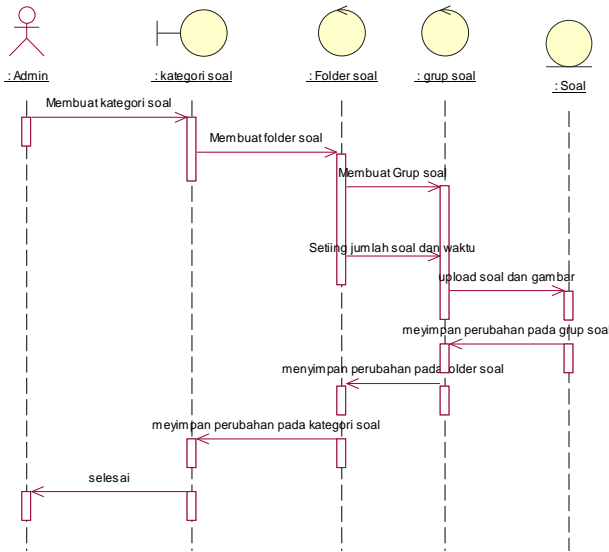 : Admin
: kategori soal
: Folder soal
: grup soal
: Soal
Membuat kategori soal
Membuat folder soal
Membuat Grup soal
Setiing jumlah soal dan waktu
upload soal dan gambar
meyimpan perubahan pada grup soal
menyimpan perubahan pada folder soal
meyimpan perubahan pada kategori soal
selesai